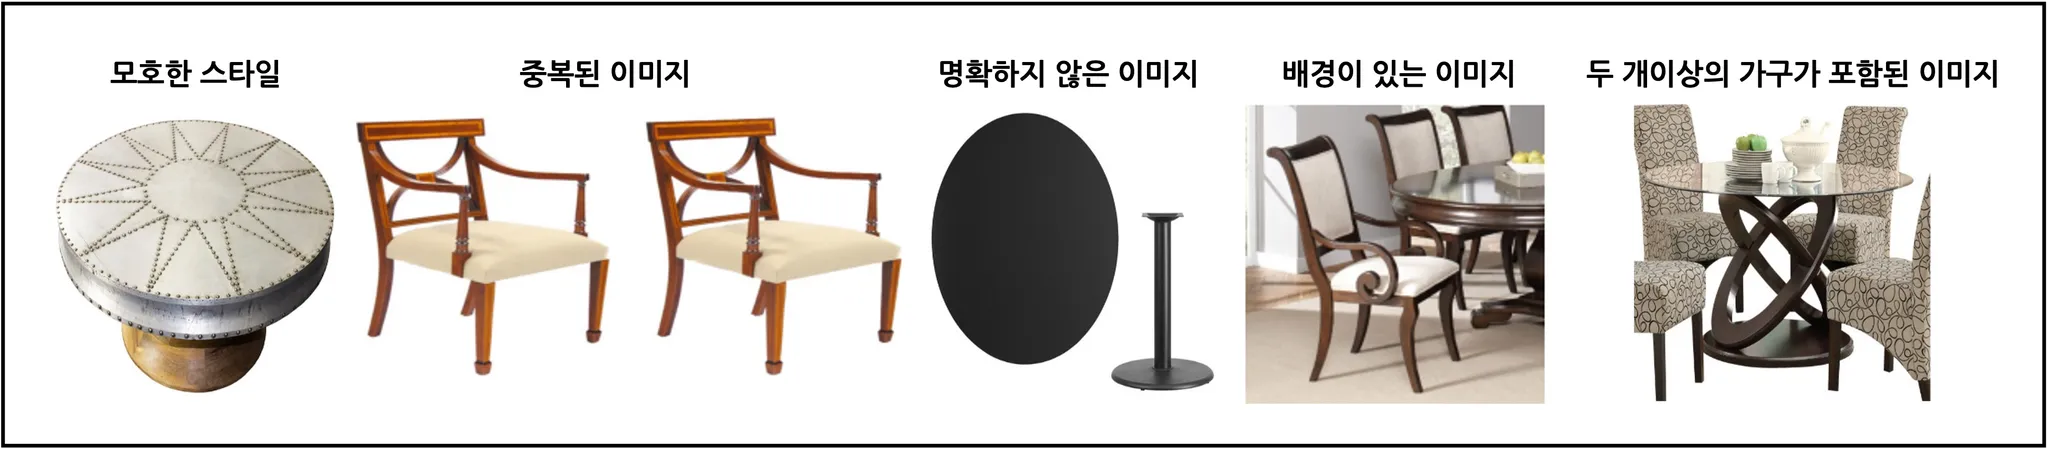 모호한 스타일
중복된 이미지
명확하지 않은 이미지
배경이 있는 이미지
두 개이상의 가구가 포함된 이미지